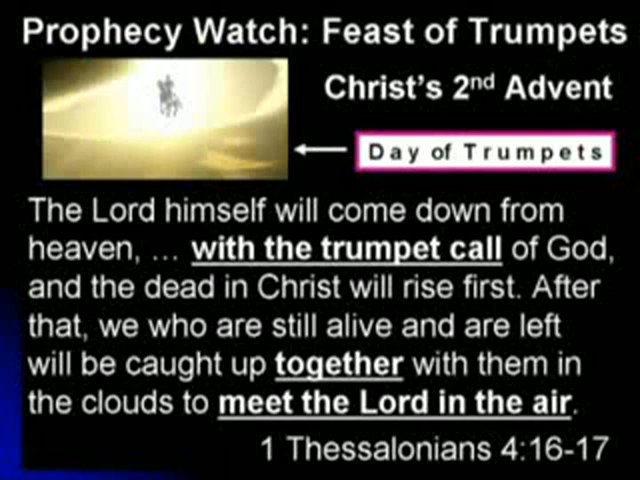 Prophecy Watch: Feast of Trumpets
Christ's 2nd Advent
Day of Trumpets
The Lord himself will come down from
heaven, ... with the trumpet call of God,
and the dead in Christ will rise first. After
that, we who are still alive and are left
will be caught up together with them in
the clouds to meet the Lord in the air.
1 Thessalonians 4:16-17